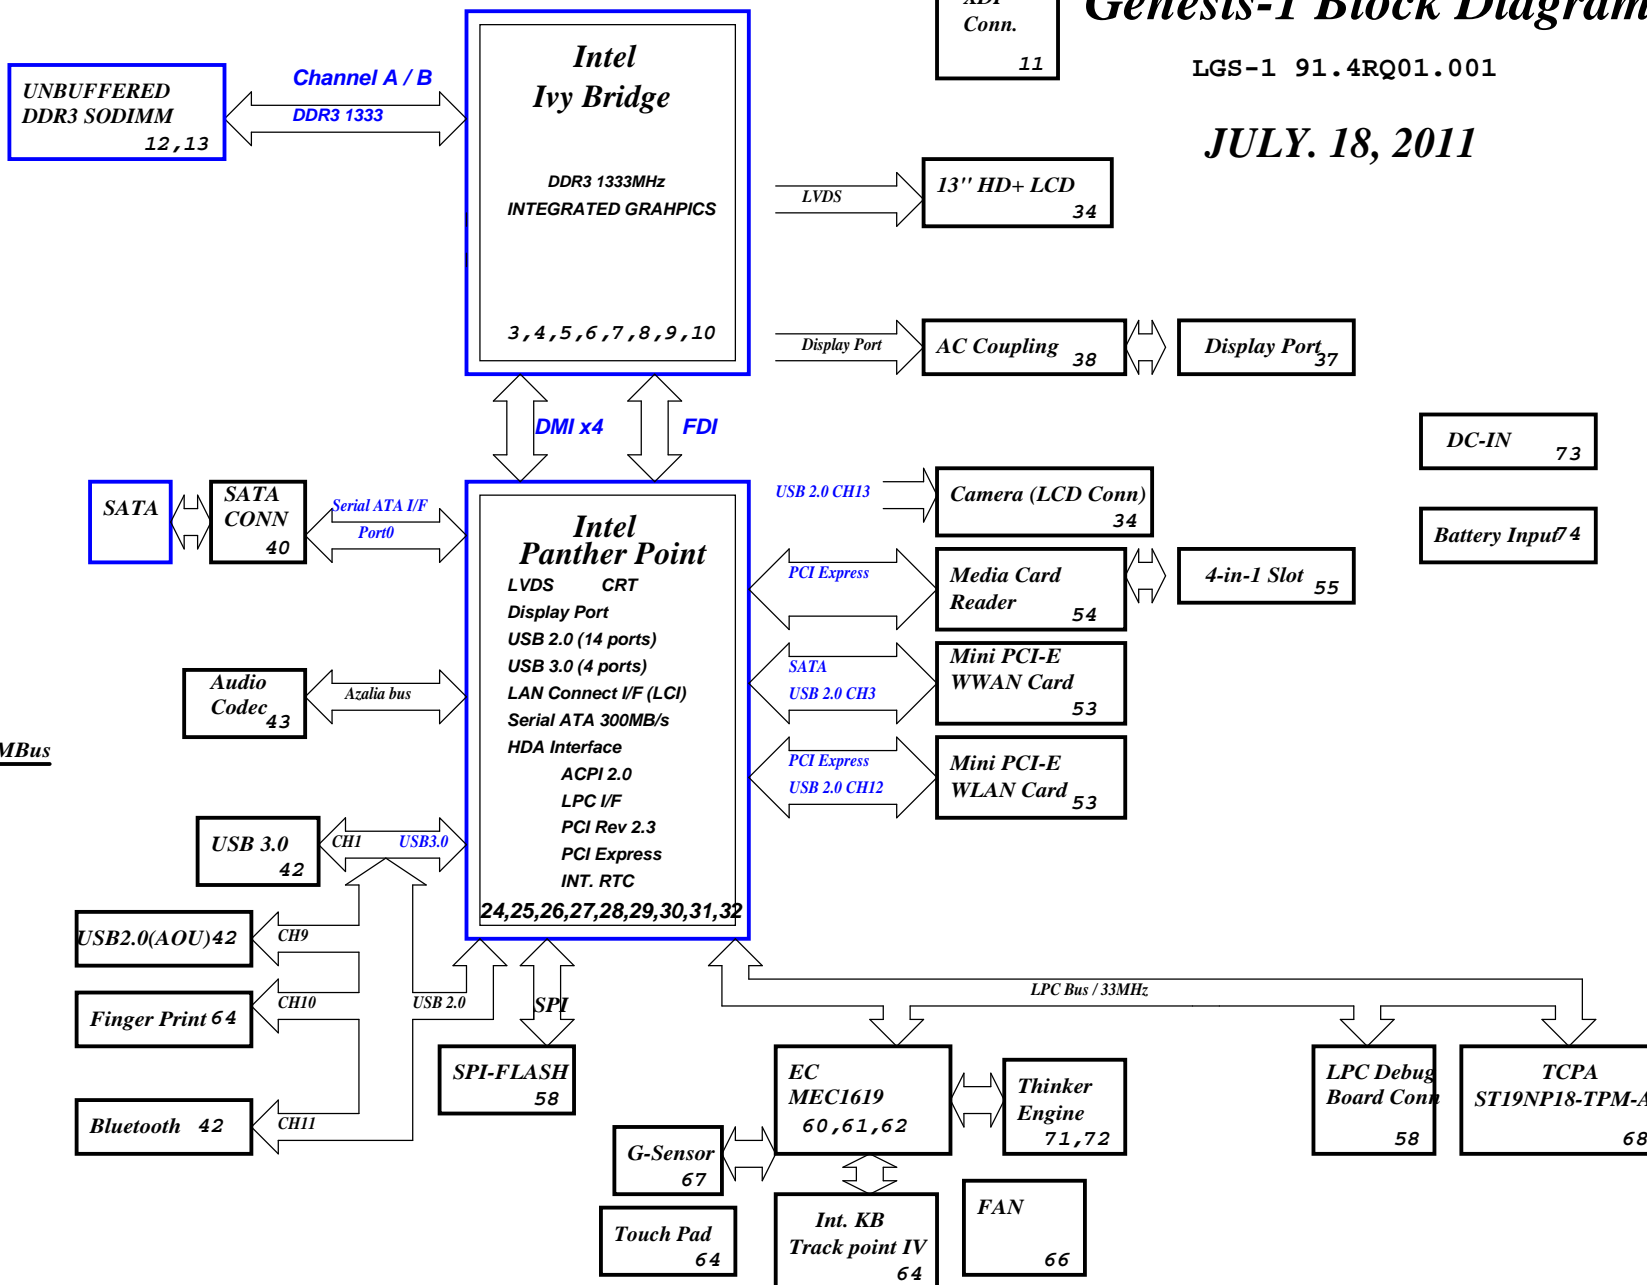 XDP
Conn.
11
Genesis-1 Block Diagram
LGS-1 91.4RQ01.001
JULY. 18, 2011
UNBUFFERED
DDR3 SODIMM
12,13
Channel A / B
DDR3 1333
Intel
Ivy Bridge
DDR3 1333MHz
INTEGRATED GRAHPICS
3,4,5,6,7,8,9,10
LVDS
13" HD+ LCD
34
Display Port
AC Coupling
38
Display Port
37
DMI x4
FDI
DC-IN
73
Battery Input
74
SATA
SATA
CONN
40
Serial ATA I/F
Port0
Intel
Panther Point
LVDS CRT
Display Port
USB 2.0 (14 ports)
USB 3.0 (4 ports)
LAN Connect I/F (LCI)
Serial ATA 300MB/s
HDA Interface
ACPI 2.0
LPC I/F
PCI Rev 2.3
PCI Express
INT. RTC
24,25,26,27,28,29,30,31,32
USB 2.0 CH13
Camera (LCD Conn)
34
PCI Express
Media Card
Reader
54
4-in-1 Slot
55
SATA
USB 2.0 CH3
Mini PCI-E
WWAN Card
53
PCI Express
USB 2.0 CH12
Mini PCI-E
WLAN Card
53
Audio
Codec
43
Azalia bus
MBus
USB 3.0
42
CH1
USB3.0
USB2.0(AOU)
42
CH9
Finger Print
64
CH10
USB 2.0
Bluetooth
42
CH11
SPI
SPI-FLASH
58
LPC Bus / 33MHz
EC
MEC1619
60,61,62
Thinker
Engine
71,72
LPC Debug
Board Conn
58
TCPA
ST19NP18-TPM-A
68
G-Sensor
67
Touch Pad
64
Int. KB
Track point IV
64
FAN
66